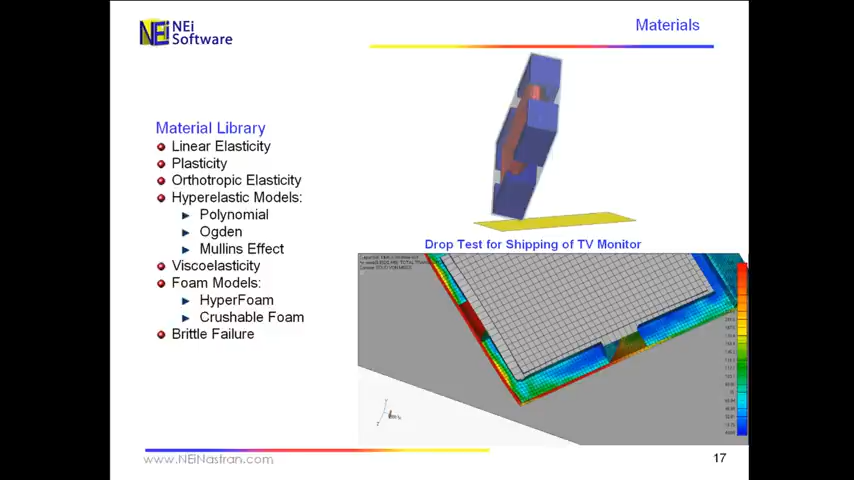 NEi
NEi
Software
Materials
Material Library
Linear Elasticity
Plasticity
Orthotropic Elasticity
Hyperelastic Models:
Polynomial
Ogden
Mullins Effect
Viscoelasticity
Foam Models:
HyperFoam
Crushable Foam
Brittle Failure
Drop Test for Shipping of TV Monitor
www.NEiNastran.com
17